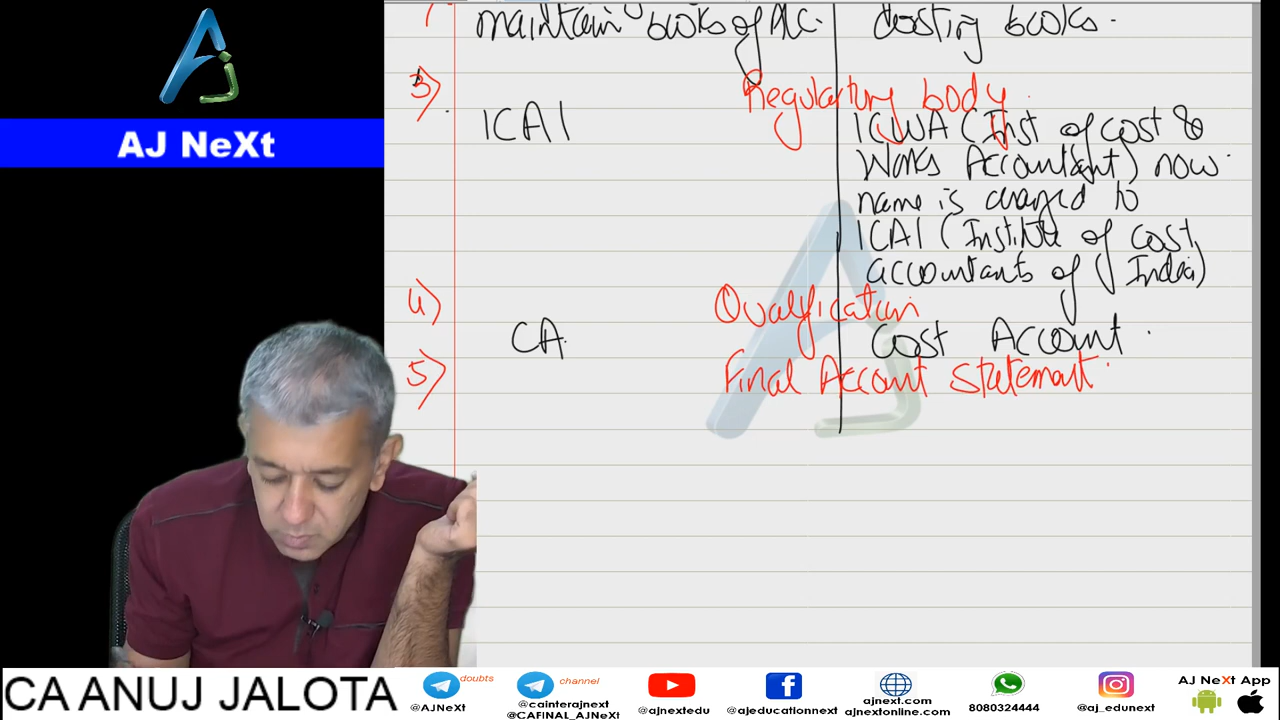 AJ NeXt
maintain books of A/C.
Costing books.
3)
Regulatory body
ICAI
ICWA (Inst of cost &
Works Accountant) now
name is changed to
ICAI (Institute of cost
accountants of India)
4)
Qualification
CA
Cost Account
5)
Final Account Statement
CA ANUJ JALOTA
doubts
@AJNeXt
channel
@cainterajnext
@CAFINAL_AJNeXt
@ajnextedu
@ajeducationnext
ajnext.com
ajnextonline.com
8080324444
@aj_edunext
AJ NeXt App